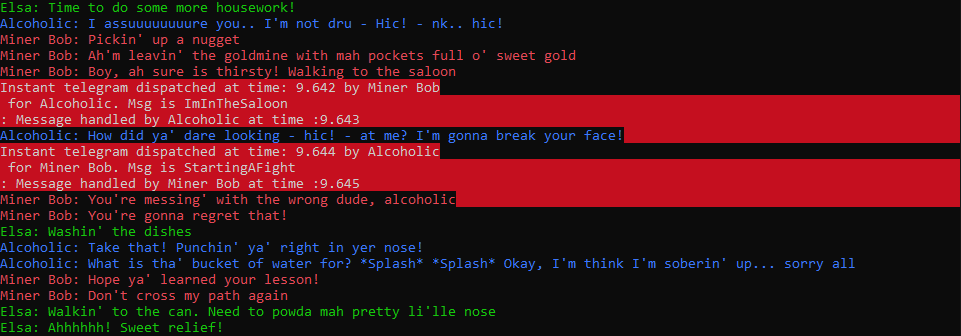 Elsa: Time to do some more housework!
Alcoholic: I assuuuuuuuure you.. I'm not dru - Hic! - nk.. hic!
Miner Bob: Pickin' up a nugget
Miner Bob: Ah'm leavin' the goldmine with mah pockets full o' sweet gold
Miner Bob: Boy, ah sure is thirsty! Walking to the saloon
Instant telegram dispatched at time: 9.642 by Miner Bob
 for Alcoholic. Msg is ImInTheSaloon
: Message handled by Alcoholic at time :9.643
Alcoholic: How did ya' dare looking - hic! - at me? I'm gonna break your face!
Instant telegram dispatched at time: 9.644 by Alcoholic
 for Miner Bob. Msg is StartingAFight
: Message handled by Miner Bob at time :9.645
Miner Bob: You're messing' with the wrong dude, alcoholic
Miner Bob: You're gonna regret that!
Elsa: Washin' the dishes
Alcoholic: Take that! Punchin' ya' right in yer nose!
Alcoholic: What is tha' bucket of water for? *Splash* *Splash* Okay, I'm think I'm soberin' up... sorry all
Miner Bob: Hope ya' learned your lesson!
Miner Bob: Don't cross my path again
Elsa: Walkin' to the can. Need to powda mah pretty li'lle nose
Elsa: Ahhhhhh! Sweet relief!